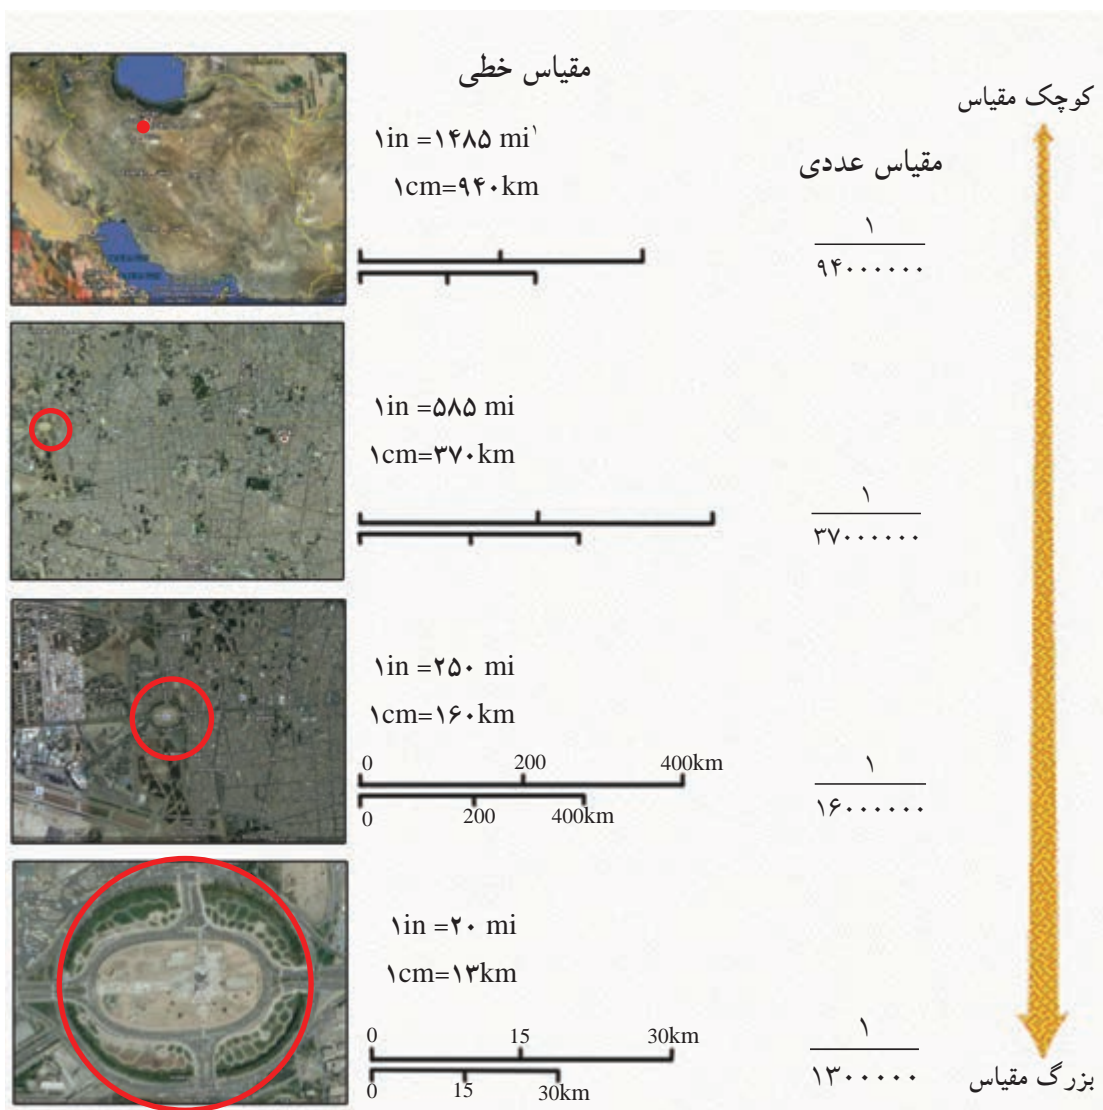 مقیاس خطی
کوچک مقیاس
مقیاس عددی
۱in =۱۴۸۵ mi۱
۱cm=۹۴۰km
۱
۹۴۰۰۰۰۰۰
۱in =۵۸۵ mi
۱cm=۳۷۰km
۱
۳۷۰۰۰۰۰۰
۱in =۲۵۰ mi
۱cm=۱۶۰km
0 200 400km
0 200 400km
۱
۱۶۰۰۰۰۰۰
۱in =۲۰ mi
۱cm=۱۳km
0 15 30km
0 15 30km
۱
۱۳۰۰۰۰۰
بزرگ مقیاس